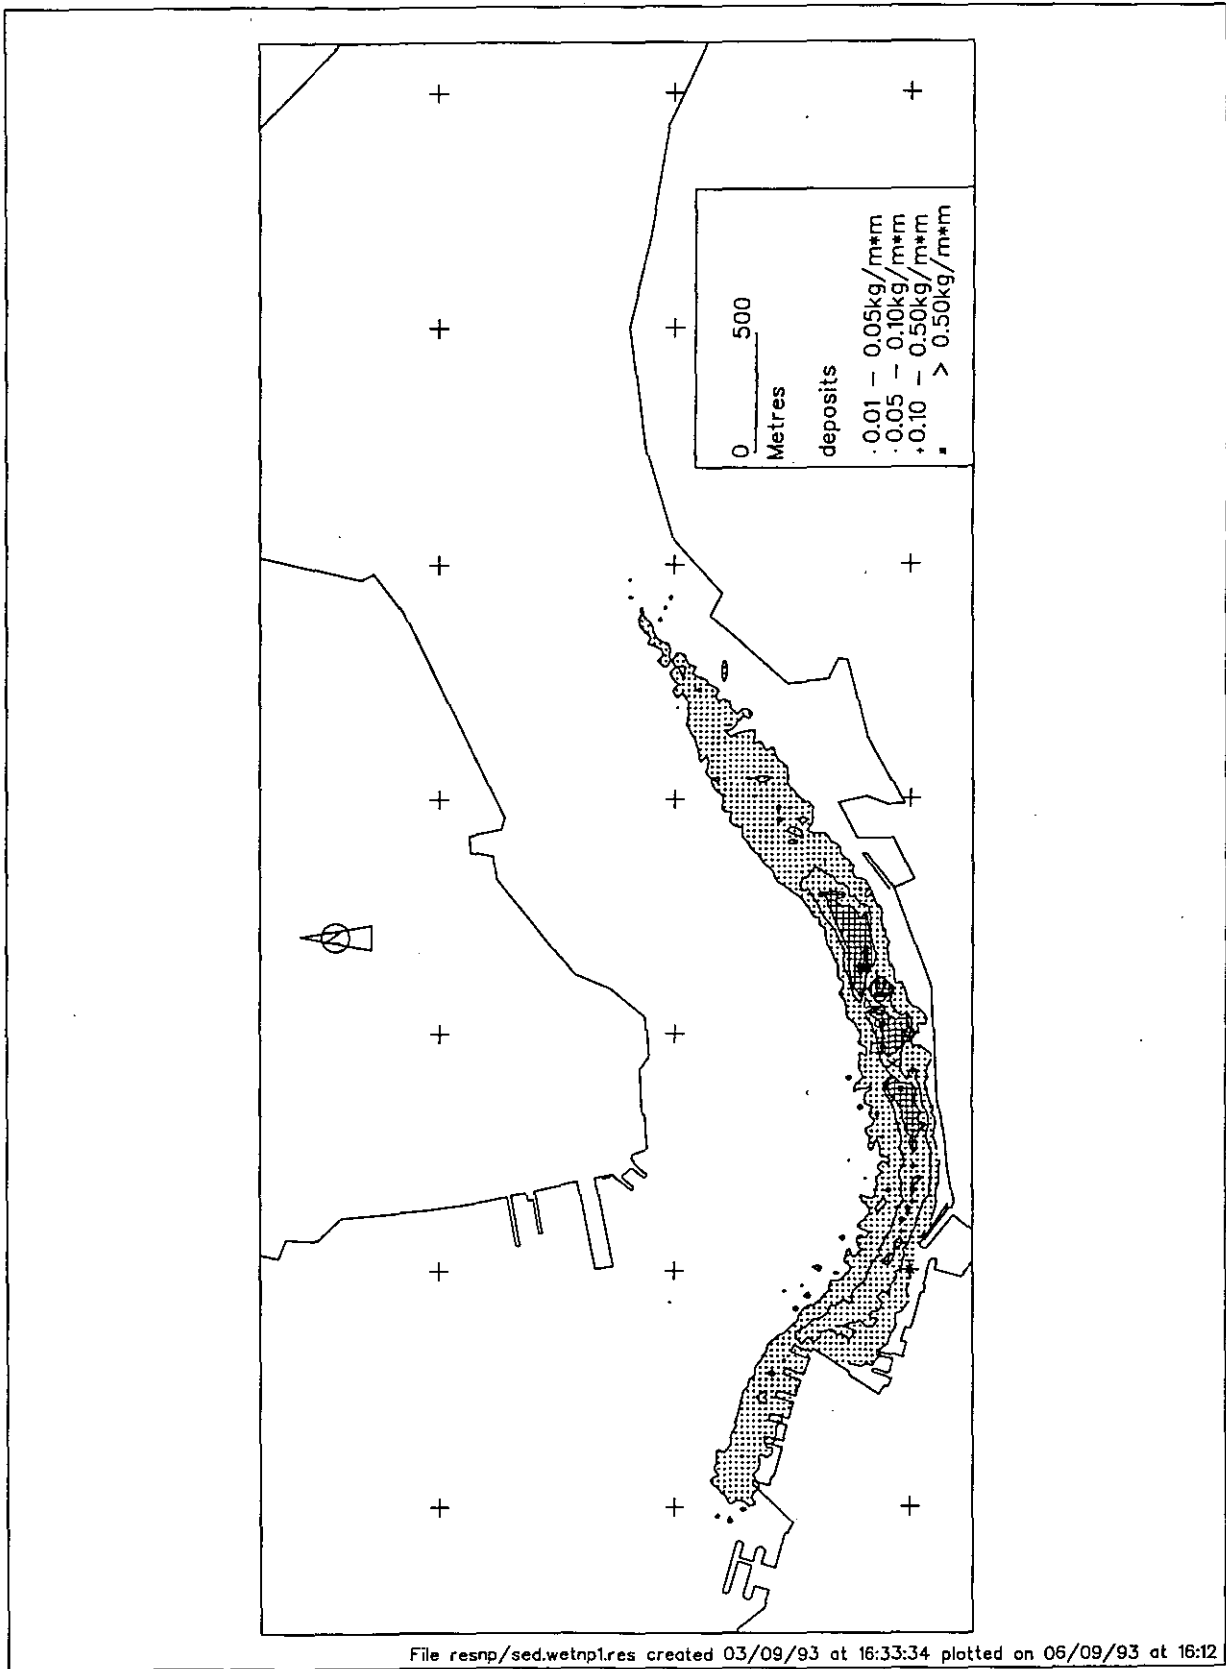 N
0 500
Metres
deposits
· 0.01 – 0.05kg/m*m
· 0.05 – 0.10kg/m*m
+ 0.10 – 0.50kg/m*m
▪ > 0.50kg/m*m
File resnp/sed.wetnp1.res created 03/09/93 at 16:33:34 plotted on 06/09/93 at 16:12